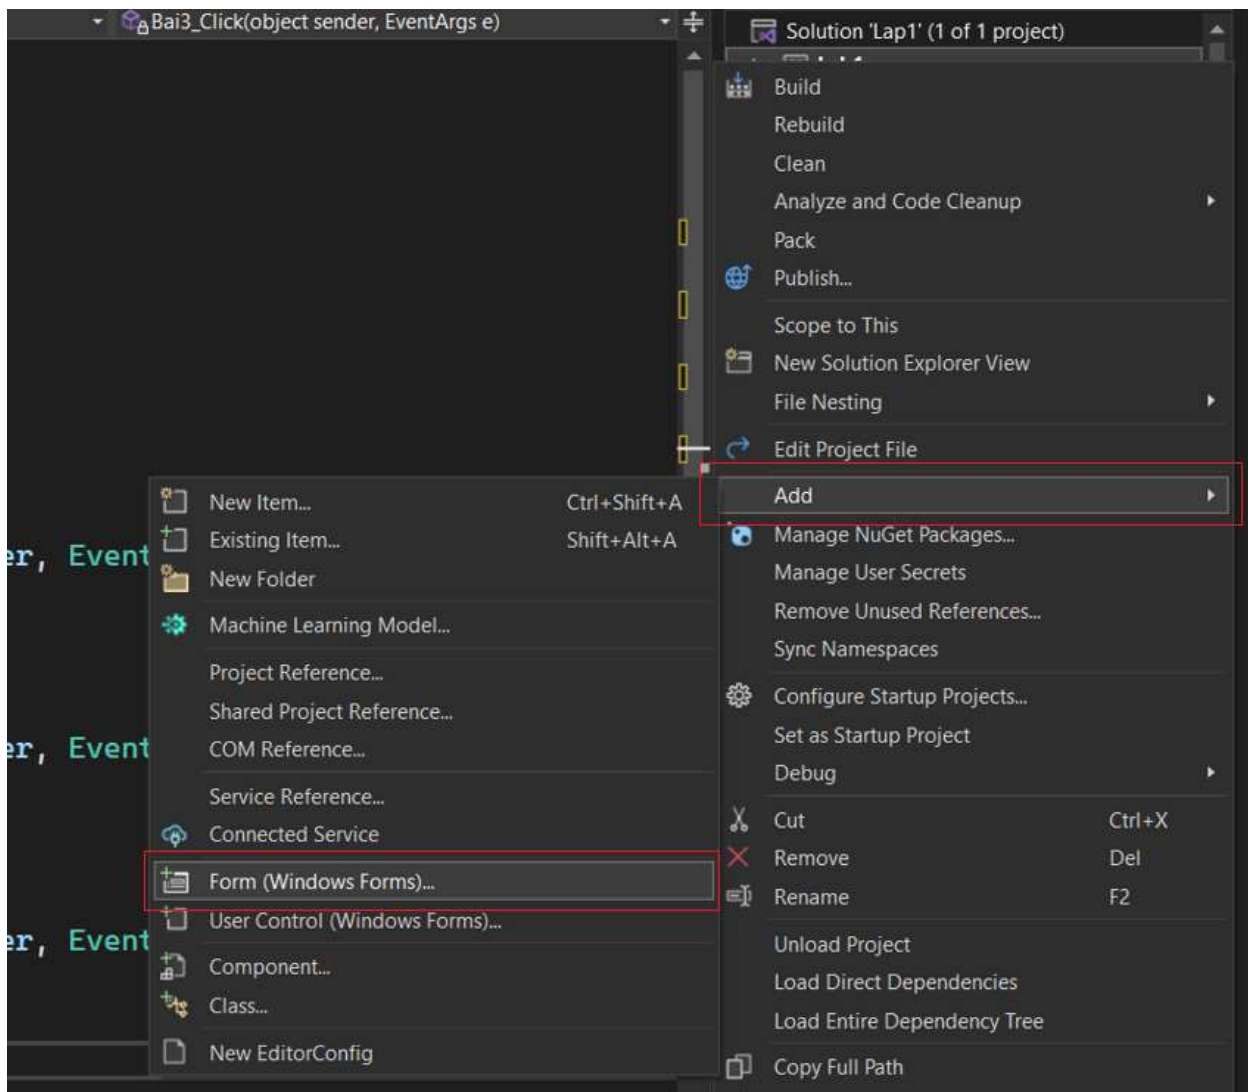 Bai3_Click(object sender, EventArgs e)
Solution 'Lap1' (1 of 1 project)
Build
Rebuild
Clean
Analyze and Code Cleanup
Pack
Publish...
Scope to This
New Solution Explorer View
File Nesting
Edit Project File
Add
Manage NuGet Packages...
Manage User Secrets
Remove Unused References...
Sync Namespaces
Configure Startup Projects...
Set as Startup Project
Debug
Cut Ctrl+X
Remove Del
Rename F2
Unload Project
Load Direct Dependencies
Load Entire Dependency Tree
Copy Full Path
New Item... Ctrl+Shift+A
Existing Item... Shift+Alt+A
New Folder
Machine Learning Model...
Project Reference...
Shared Project Reference...
COM Reference...
Service Reference...
Connected Service
Form (Windows Forms)...
User Control (Windows Forms)...
Component...
Class...
New EditorConfig
er, Event
er, Event
er, Event